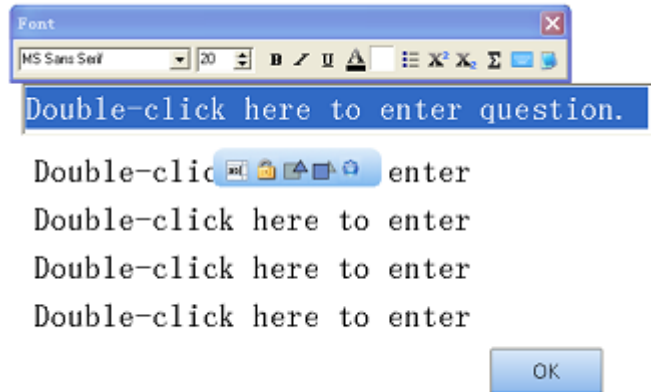 Font
MS Sans Serif 20 B I U A X² X₂ Σ
Double-click here to enter question.
Double-clic enter
Double-click here to enter
Double-click here to enter
Double-click here to enter
OK